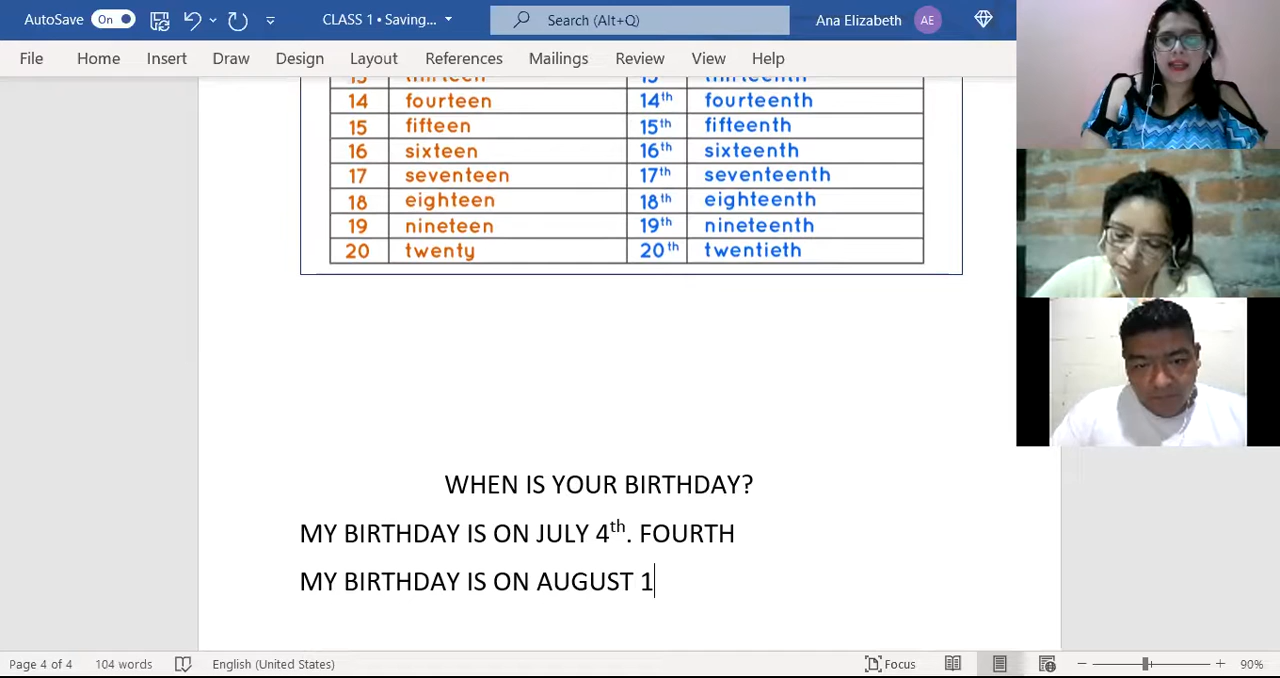 AutoSave On CLASS 1 • Saving... Search (Alt+Q) Ana Elizabeth AE
File Home Insert Draw Design Layout References Mailings Review View Help
13 thirteen 13th thirteenth
14 fourteen 14th fourteenth
15 fifteen 15th fifteenth
16 sixteen 16th sixteenth
17 seventeen 17th seventeenth
18 eighteen 18th eighteenth
19 nineteen 19th nineteenth
20 twenty 20th twentieth
WHEN IS YOUR BIRTHDAY?
MY BIRTHDAY IS ON JULY 4th. FOURTH
MY BIRTHDAY IS ON AUGUST 1
Page 4 of 4 104 words English (United States) Focus 90%